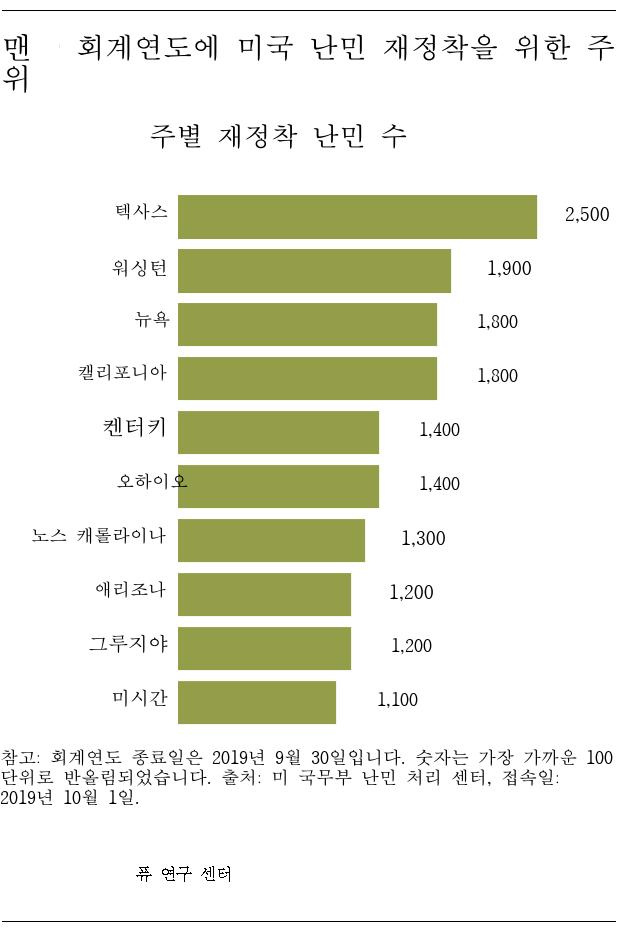 맨 회계연도에 미국 난민 재정착을 위한 주
위
주별 재정착 난민 수
텍사스 2,500
워싱턴 1,900
뉴욕 1,800
캘리포니아 1,800
켄터키 1,400
오하이오 1,400
노스 캐롤라이나 1,300
애리조나 1,200
그루지야 1,200
미시간 1,100
참고: 회계연도 종료일은 2019년 9월 30일입니다. 숫자는 가장 가까운 100
단위로 반올림되었습니다. 출처: 미 국무부 난민 처리 센터, 접속일:
2019년 10월 1일.
퓨 연구 센터